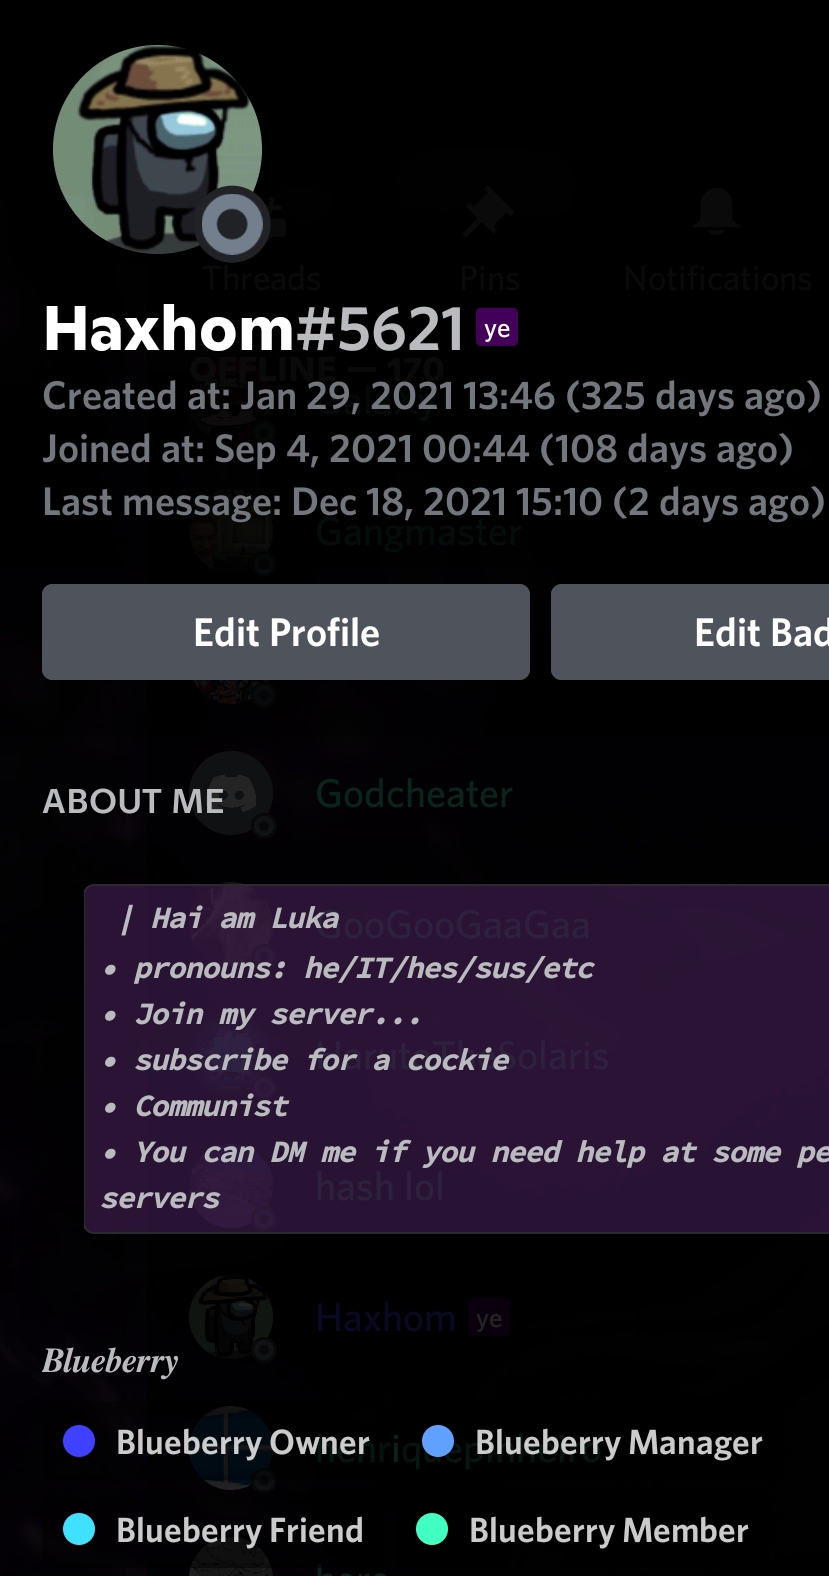 Threads Pins Notifications
Haxhom#5621 ye
OFFLINE — 170
Created at: Jan 29, 2021 13:46 (325 days ago)
Joined at: Sep 4, 2021 00:44 (108 days ago)
Last message: Dec 18, 2021 15:10 (2 days ago)
Gangmaster
Edit Profile Edit Bad
Godcheater
ABOUT ME
| Hai am Luka
GooGooGaaGaa
• pronouns: he/IT/hes/sus/etc
• Join my server...
• subscribe for a cockie
• Communist
• You can DM me if you need help at some pe
hash lol
servers
Haxhom ye
Blueberry
Blueberry Owner Blueberry Manager
henriquepinheiro
Blueberry Friend Blueberry Member